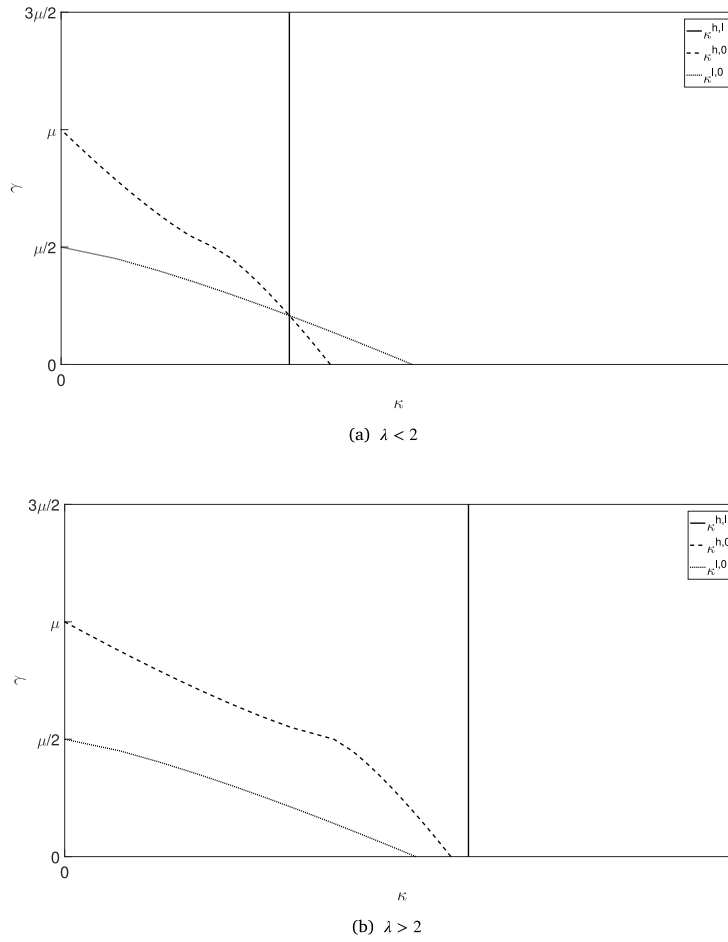 3μ/2
κ^h,l
κ^h,0
κ^l,0
μ
γ
μ/2
0
0
κ
(a) λ < 2
3μ/2
κ^h,l
κ^h,0
κ^l,0
μ
γ
μ/2
0
0
κ
(b) λ > 2